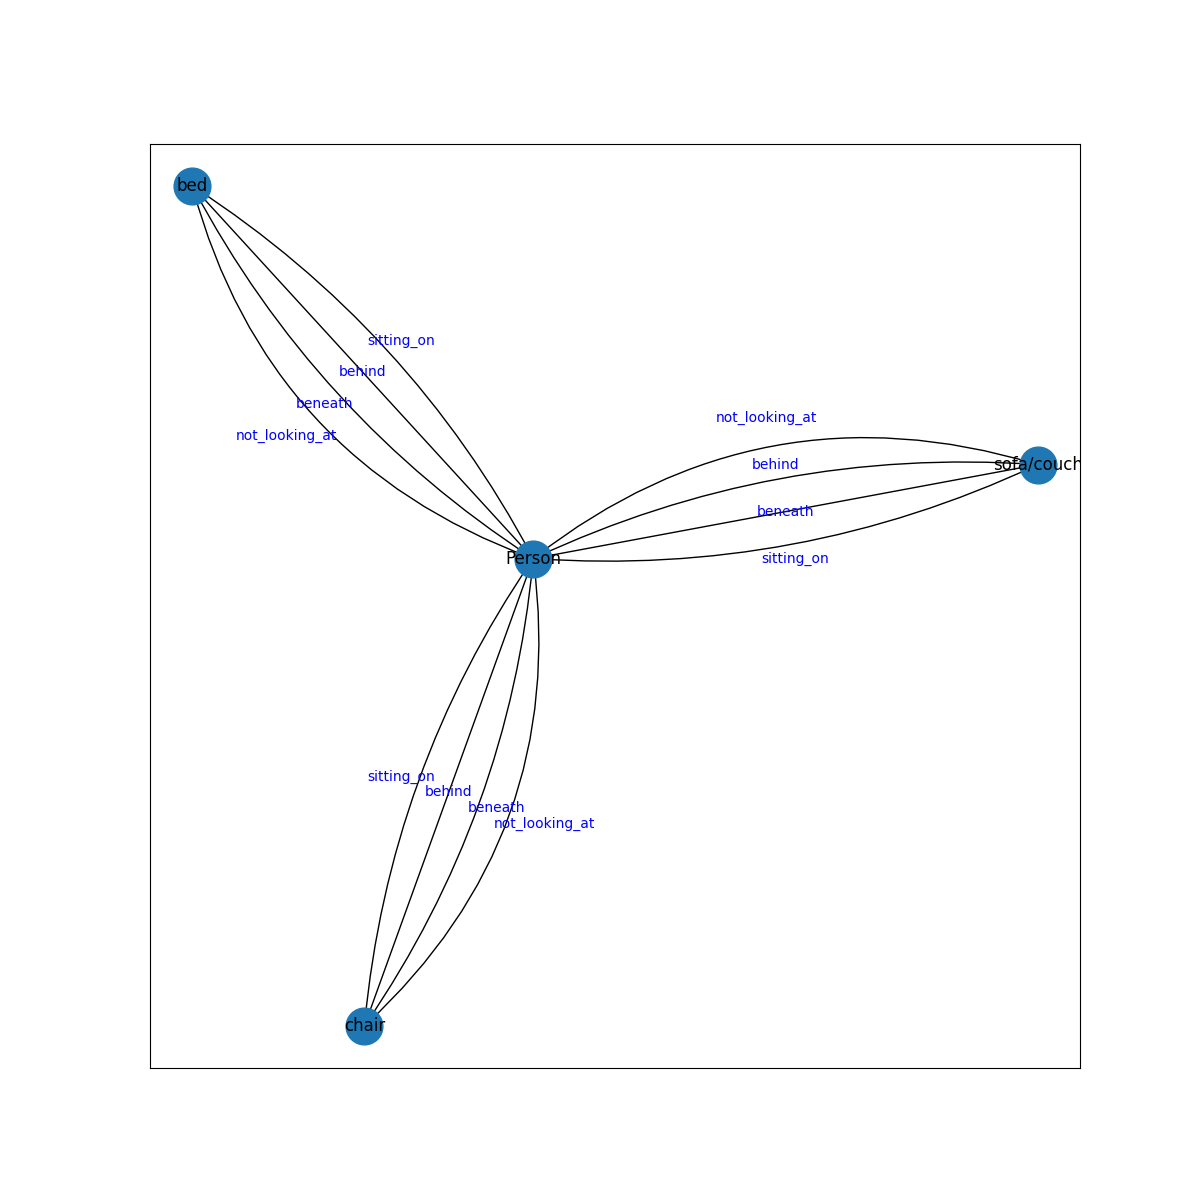 bed
sitting_on
behind
beneath
not_looking_at
not_looking_at
behind
sofa/couch
beneath
sitting_on
Person
sitting_on
behind
beneath
not_looking_at
chair